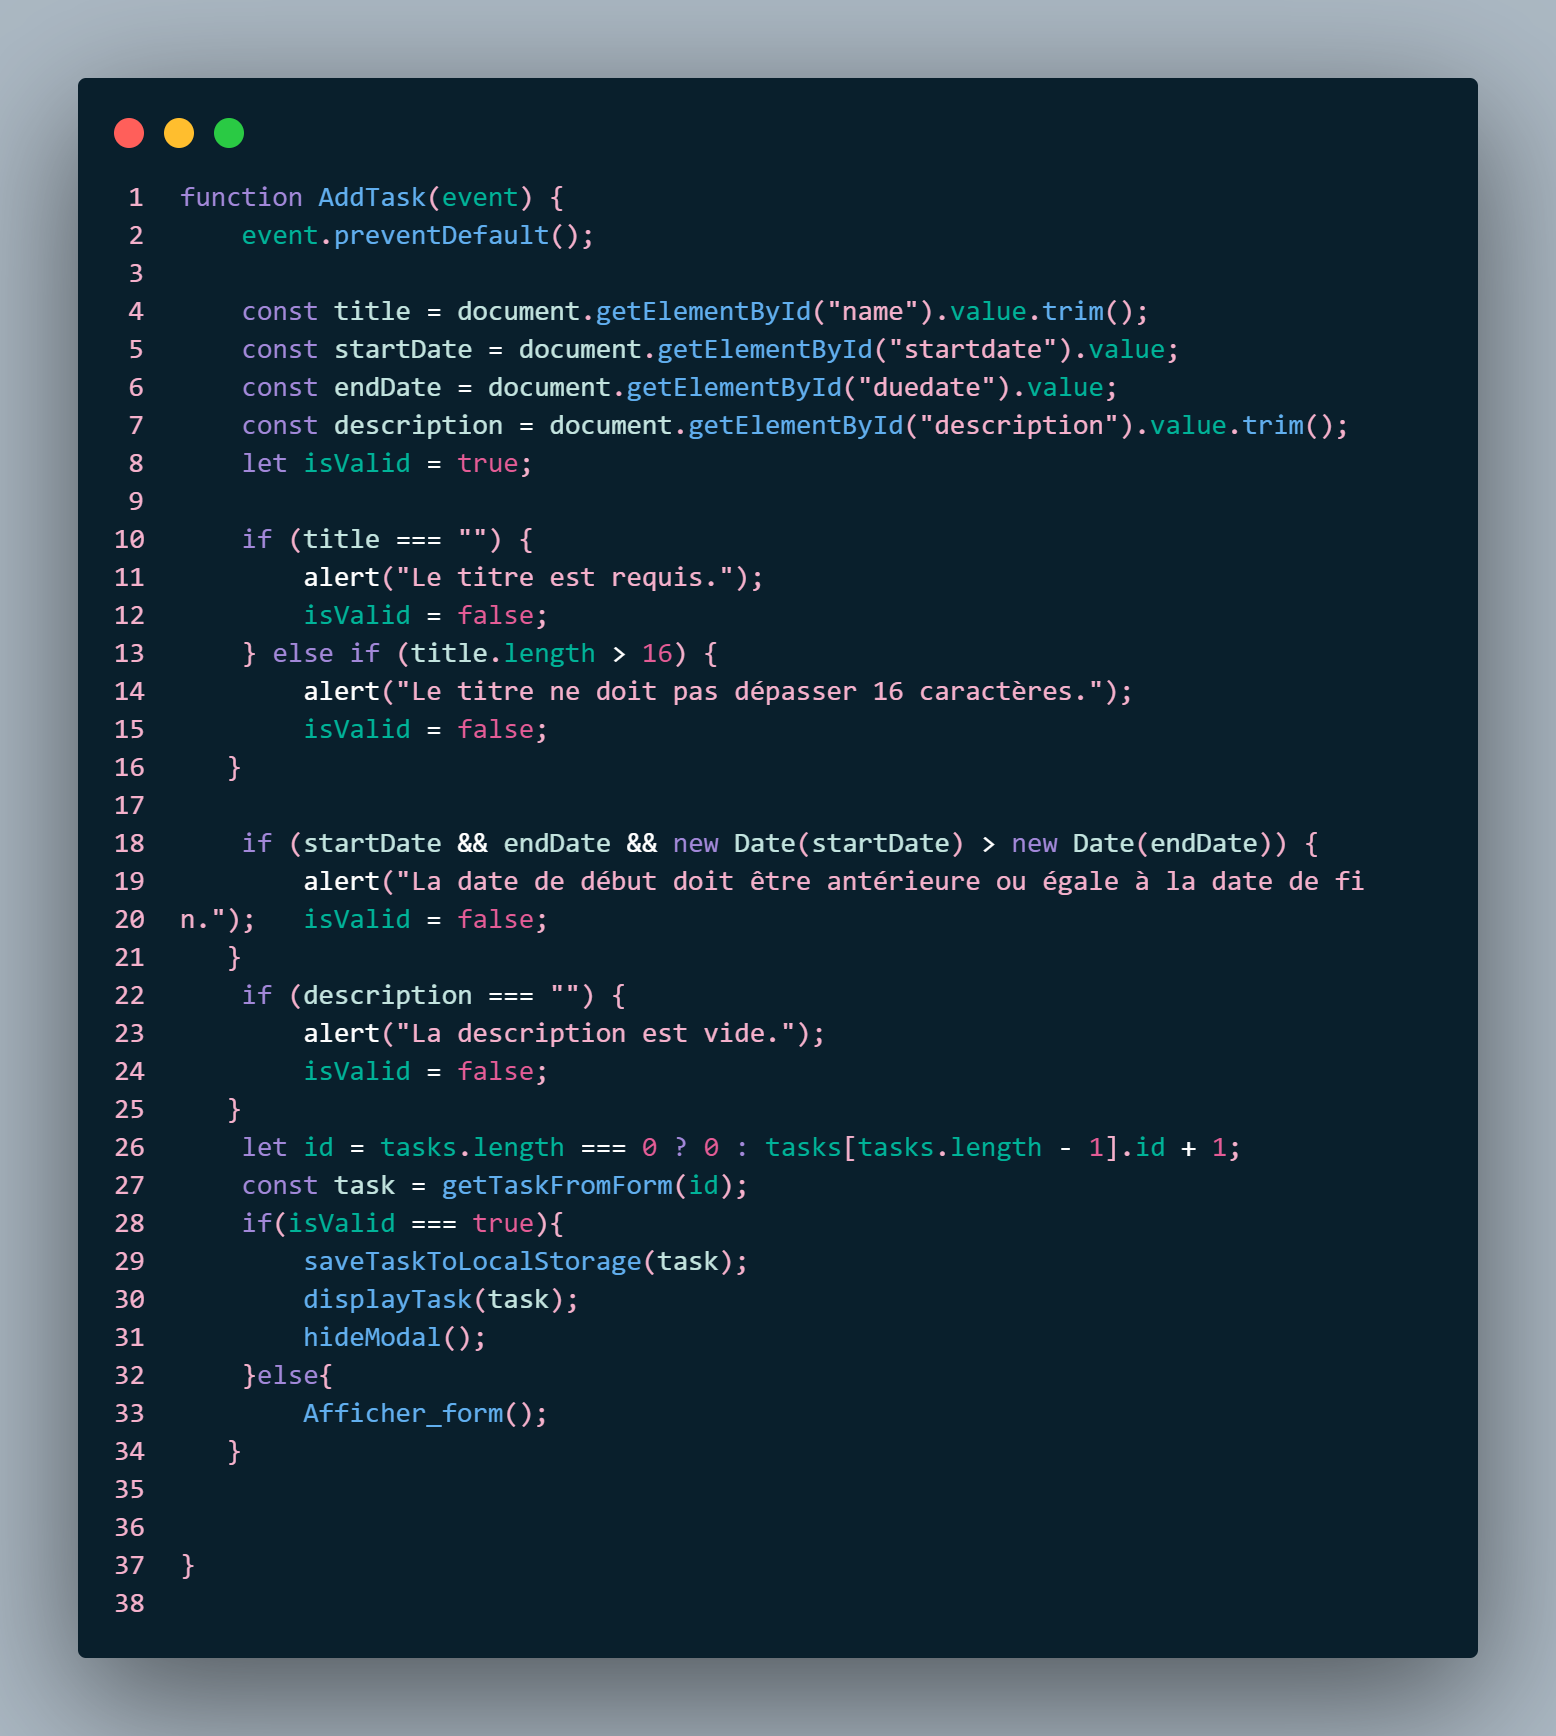 1 function AddTask(event) {
2     event.preventDefault();
3
4     const title = document.getElementById("name").value.trim();
5     const startDate = document.getElementById("startdate").value;
6     const endDate = document.getElementById("duedate").value;
7     const description = document.getElementById("description").value.trim();
8     let isValid = true;
9
10     if (title === "") {
11         alert("Le titre est requis.");
12         isValid = false;
13     } else if (title.length > 16) {
14         alert("Le titre ne doit pas dépasser 16 caractères.");
15         isValid = false;
16    }
17
18     if (startDate && endDate && new Date(startDate) > new Date(endDate)) {
19         alert("La date de début doit être antérieure ou égale à la date de fi
20 n.");   isValid = false;
21    }
22     if (description === "") {
23         alert("La description est vide.");
24         isValid = false;
25    }
26     let id = tasks.length === 0 ? 0 : tasks[tasks.length - 1].id + 1;
27     const task = getTaskFromForm(id);
28     if(isValid === true){
29         saveTaskToLocalStorage(task);
30         displayTask(task);
31         hideModal();
32     }else{
33         Afficher_form();
34    }
35
36
37 }
38